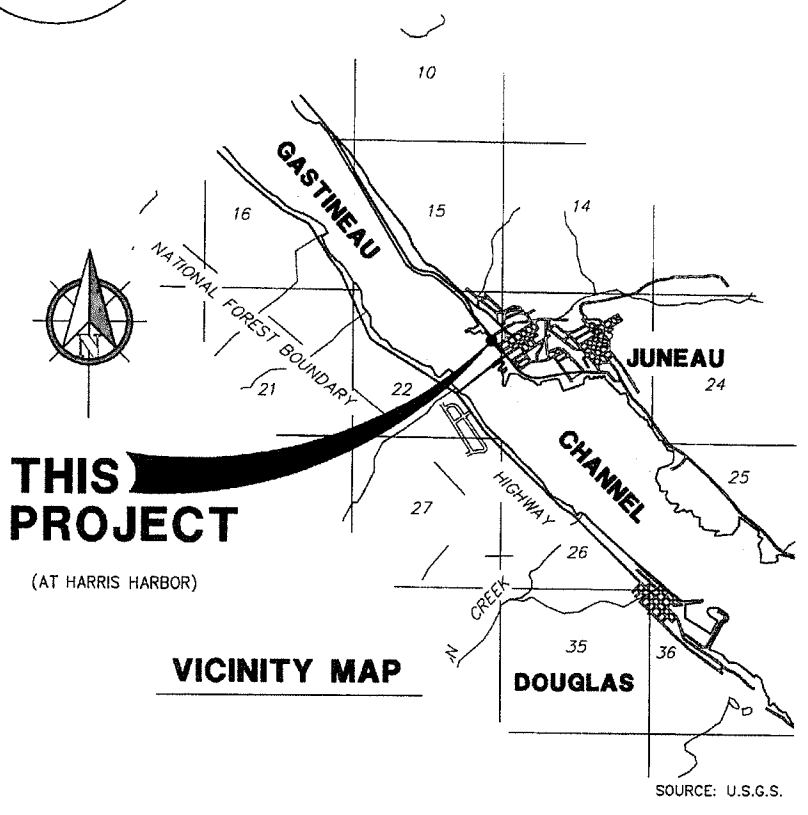 10
GASTINEAU
16
15
14
NATIONAL FOREST BOUNDARY
N
JUNEAU
21
22
24
THIS
PROJECT
(AT HARRIS HARBOR)
CHANNEL
25
27
HIGHWAY
26
CREEK
N
35
36
VICINITY MAP
DOUGLAS
SOURCE: U.S.G.S.